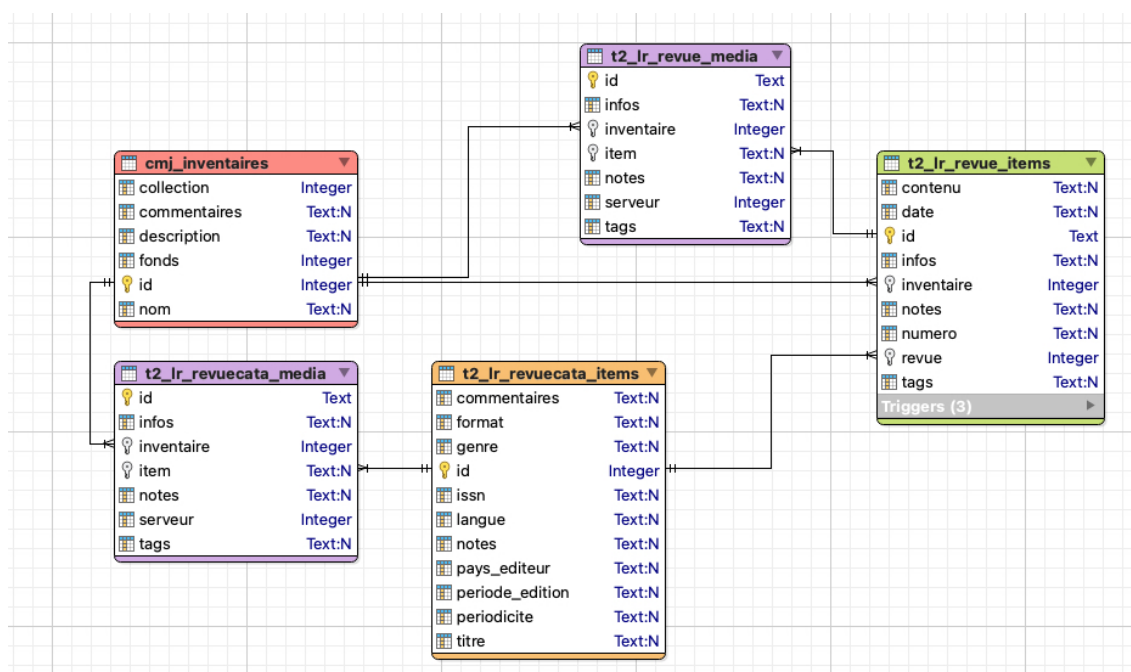 t2_lr_revue_media
id Text
infos Text:N
inventaire Integer
item Text:N
notes Text:N
serveur Integer
tags Text:N
cmj_inventaires
collection Integer
commentaires Text:N
description Text:N
fonds Integer
id Integer
nom Text:N
t2_lr_revue_items
contenu Text:N
date Text:N
id Text
infos Text:N
inventaire Integer
notes Text:N
numero Text:N
revue Integer
tags Text:N
Triggers (3)
t2_lr_revuecata_media
id Text
infos Text:N
inventaire Integer
item Text:N
notes Text:N
serveur Integer
tags Text:N
t2_lr_revuecata_items
commentaires Text:N
format Text:N
genre Text:N
id Integer
issn Text:N
langue Text:N
notes Text:N
pays_editeur Text:N
periode_edition Text:N
periodicite Text:N
titre Text:N